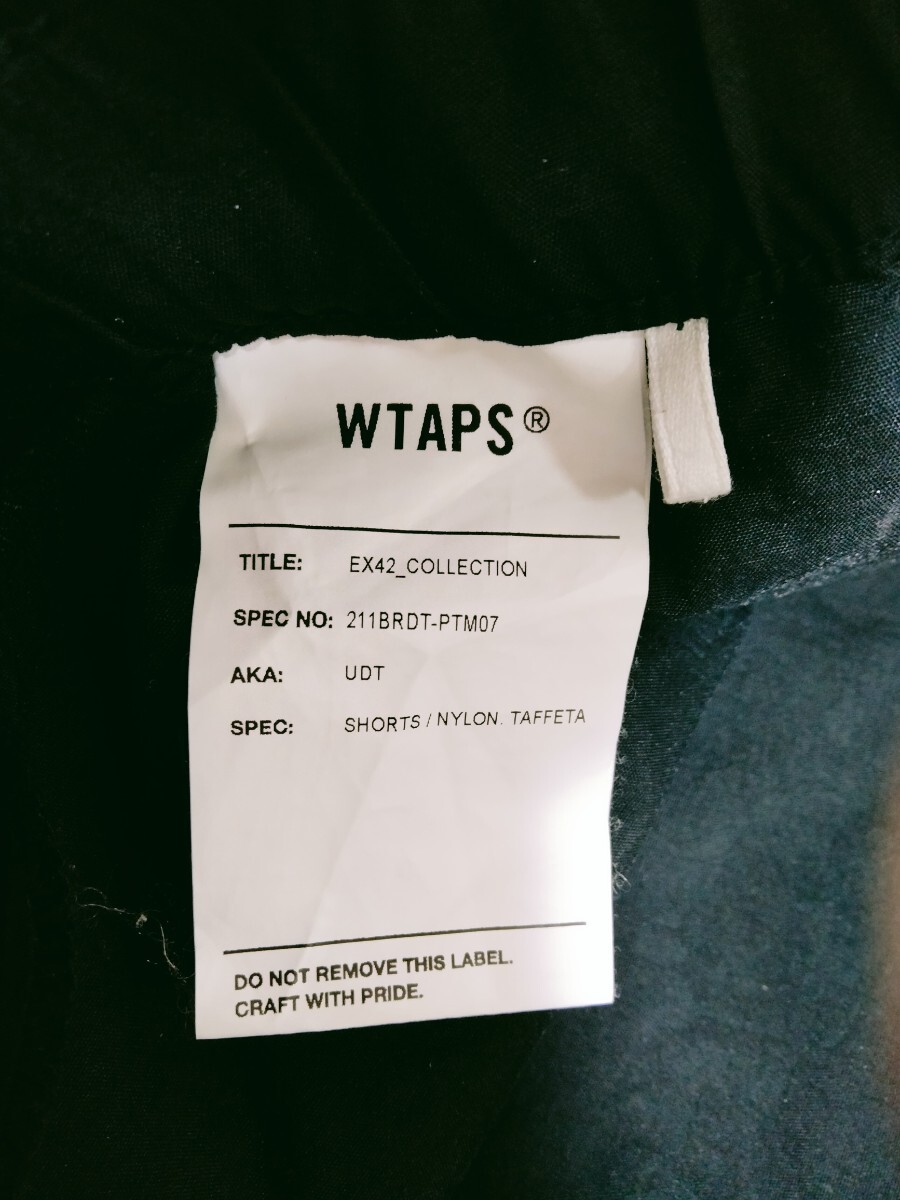 WTAPS®
TITLE: EX42_COLLECTION
SPEC NO: 211BRDT-PTM07
AKA: UDT
SPEC: SHORTS / NYLON. TAFFETA
DO NOT REMOVE THIS LABEL.
CRAFT WITH PRIDE.